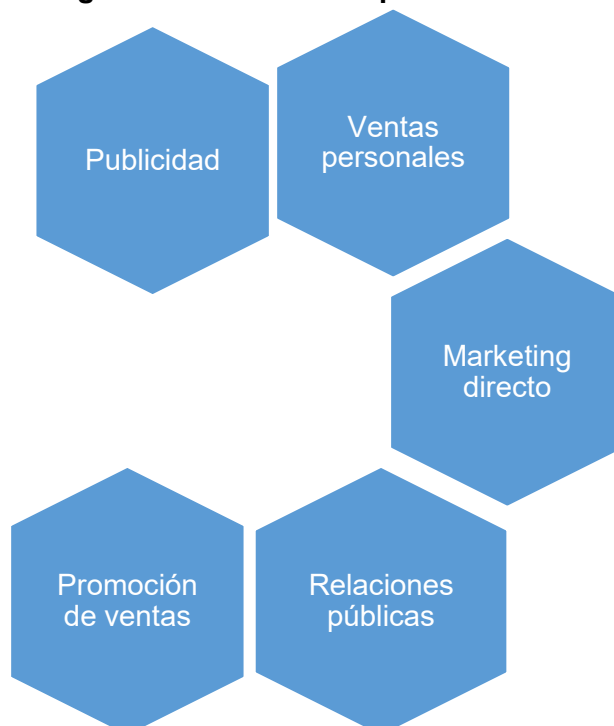 Publicidad
Ventas
personales
Marketing
directo
Relaciones
públicas
Promoción
de ventas